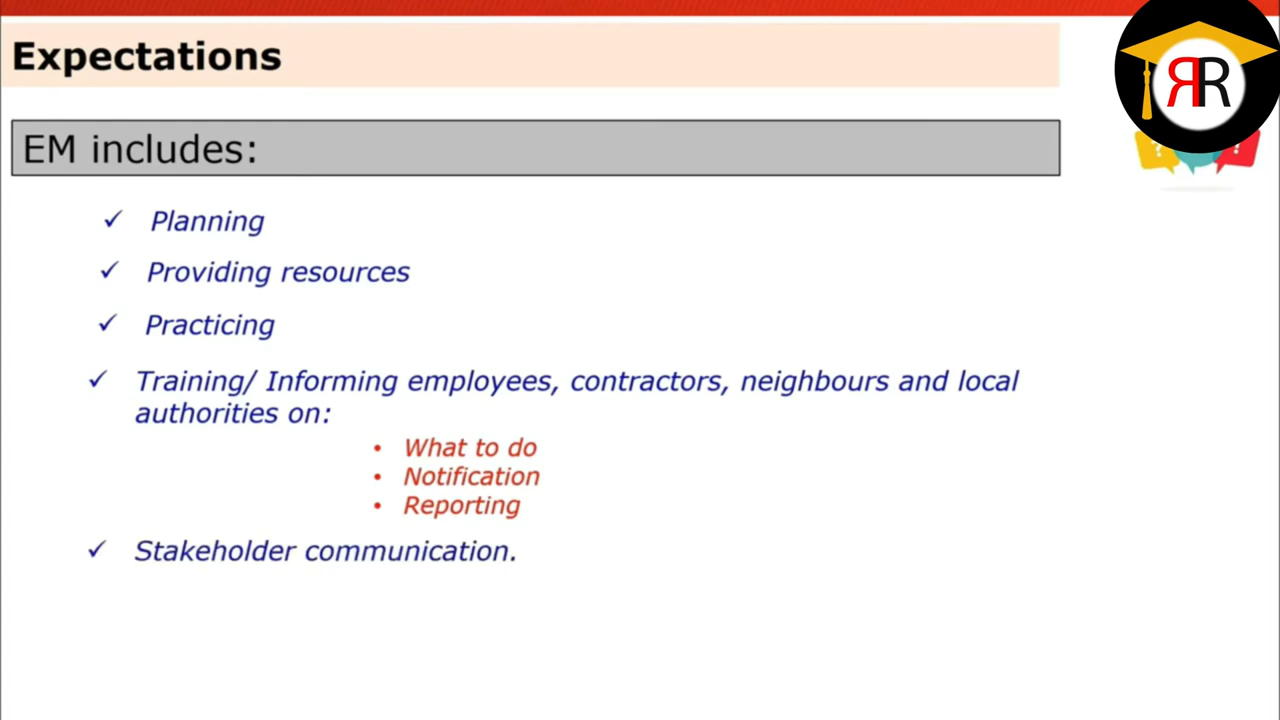 Expectations
EM includes:
✓ Planning
✓ Providing resources
✓ Practicing
✓ Training/ Informing employees, contractors, neighbours and local
authorities on:
• What to do
• Notification
• Reporting
✓ Stakeholder communication.
ЯR
? ?